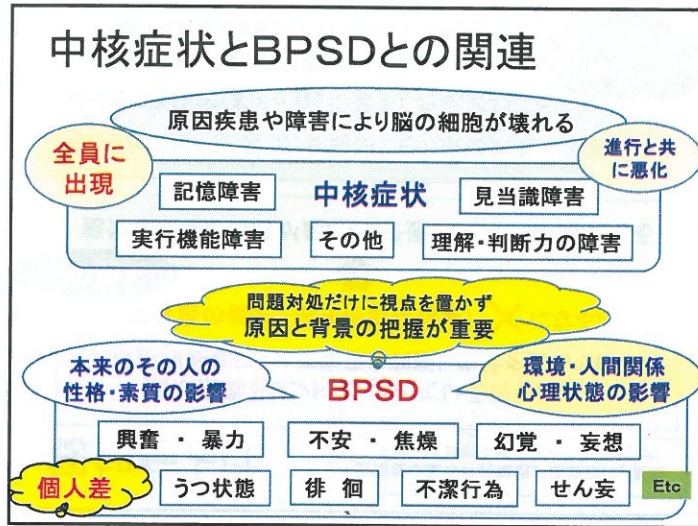 中核症状とBPSDとの関連
原因疾患や障害により脳の細胞が壊れる
全員に
出現
進行と共
に悪化
記憶障害
中核症状
見当識障害
実行機能障害
その他
理解・判断力の障害
問題対処だけに視点を置かず
原因と背景の把握が重要
本来のその人の
性格・素質の影響
BPSD
環境・人間関係
心理状態の影響
興奮 ・ 暴力
不安 ・ 焦燥
幻覚 ・ 妄想
個人差
うつ状態
徘 徊
不潔行為
せん妄
Etc